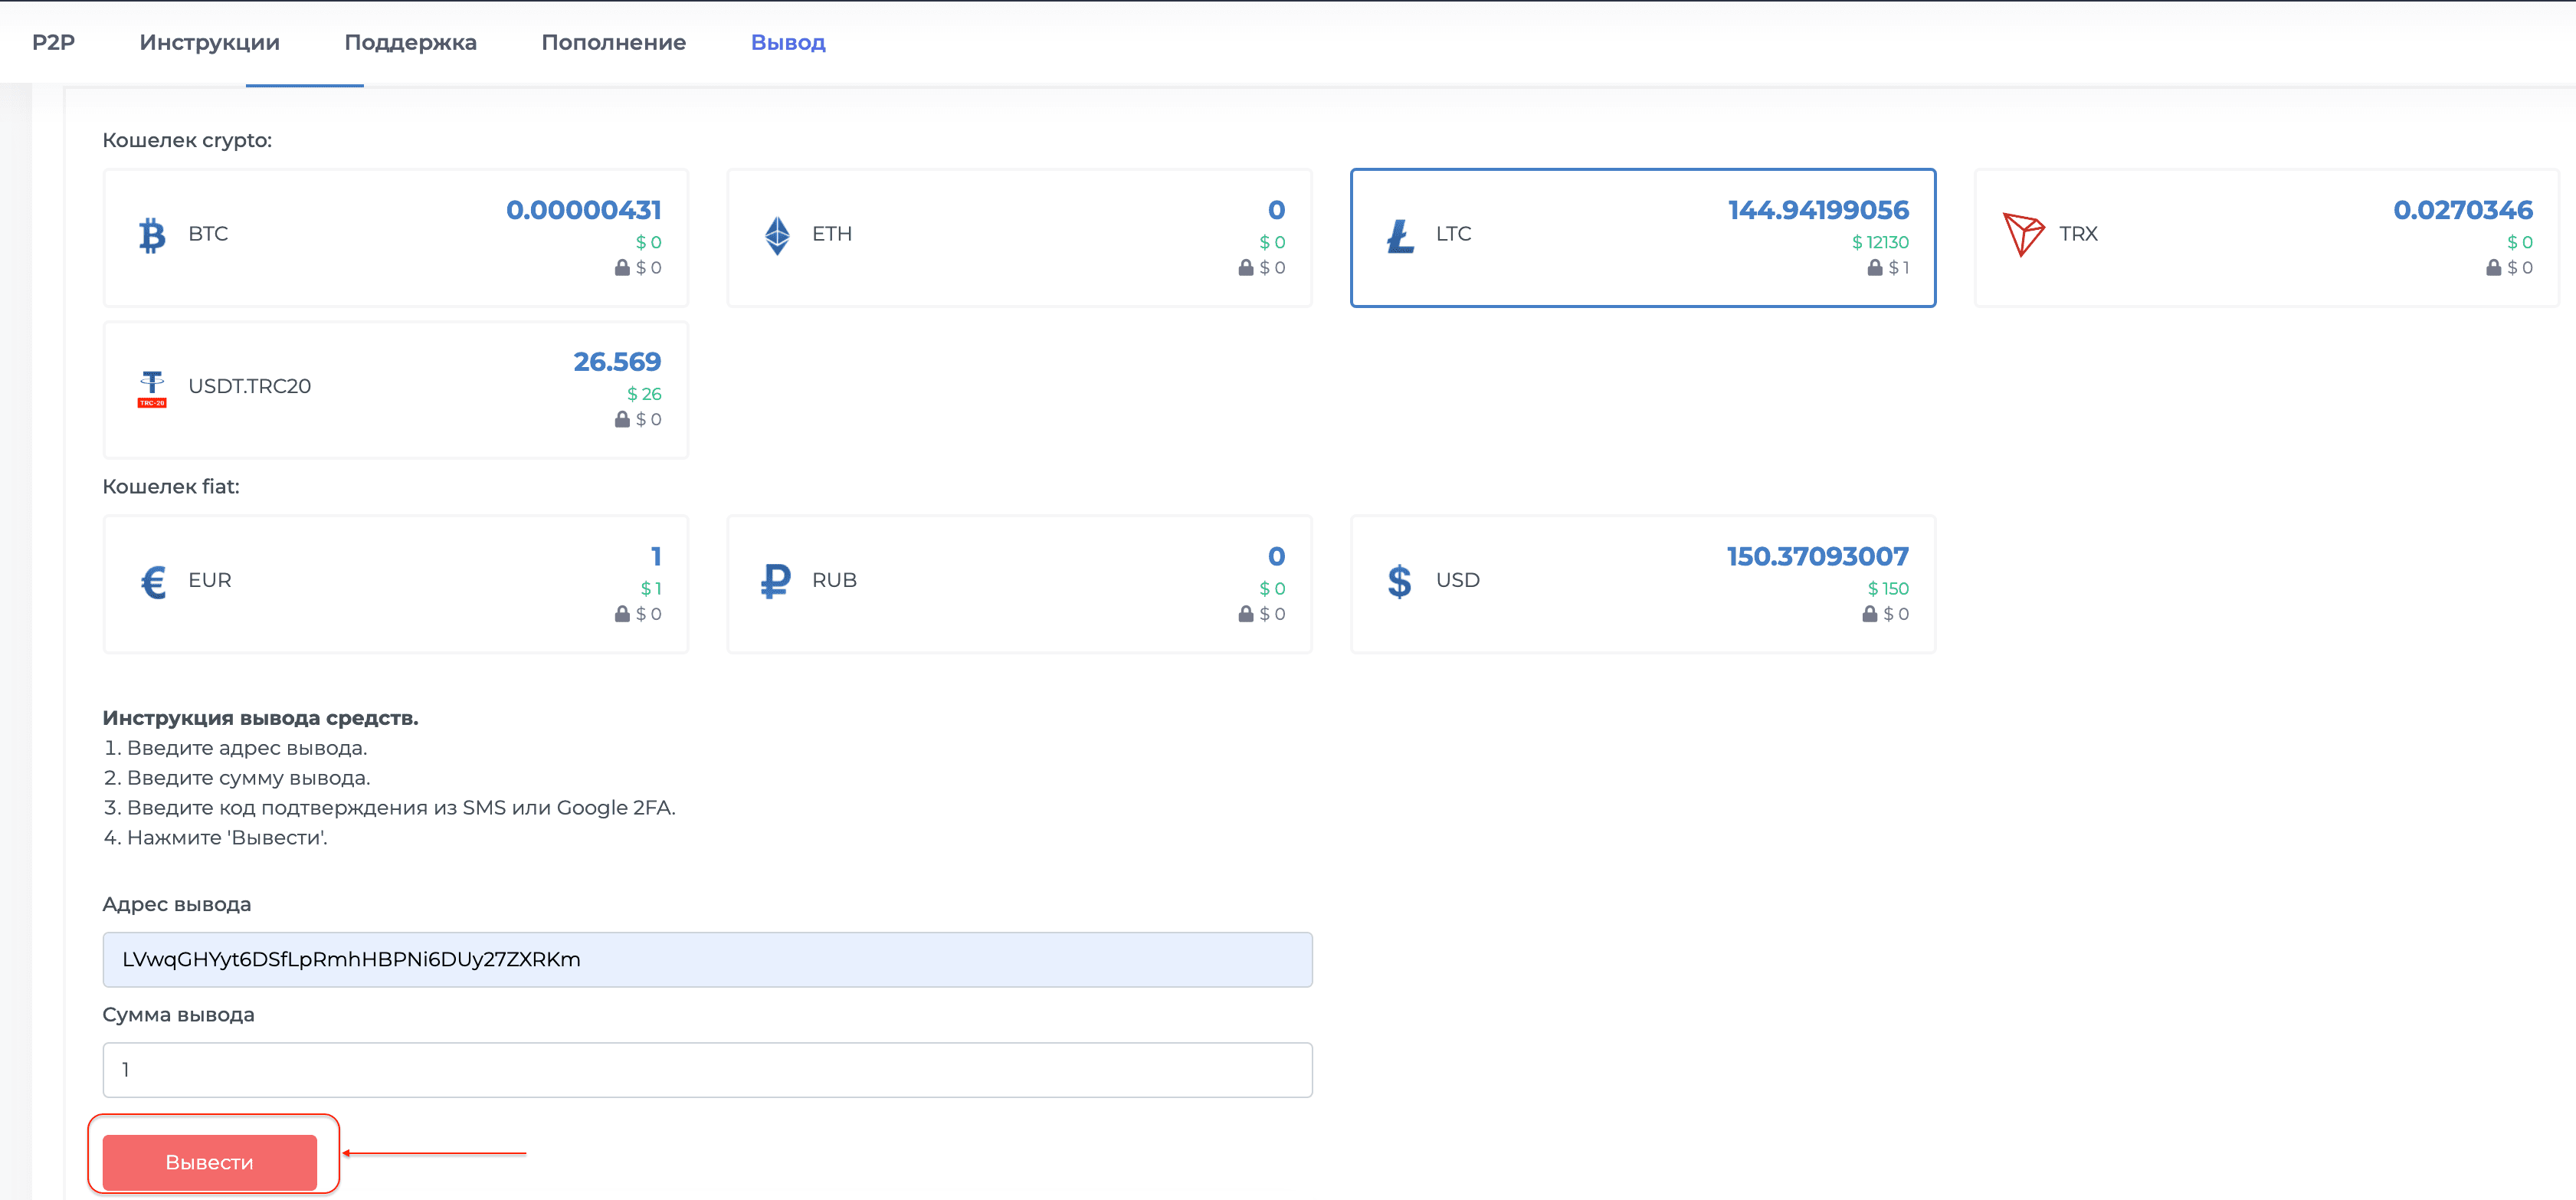 P2P Инструкции Поддержка Пополнение Вывод
Кошелек crypto:
BTC 0.00000431
$ 0
$ 0
ETH 0
$ 0
$ 0
LTC 144.94199056
$ 12130
$ 1
TRX 0.0270346
$ 0
$ 0
TRC-20
USDT.TRC20 26.569
$ 26
$ 0
Кошелек fiat:
EUR 1
$ 1
$ 0
RUB 0
$ 0
$ 0
USD 150.37093007
$ 150
$ 0
Инструкция вывода средств.
1. Введите адрес вывода.
2. Введите сумму вывода.
3. Введите код подтверждения из SMS или Google 2FA.
4. Нажмите 'Вывести'.
Адрес вывода
LVwqGHYyt6DSfLpRmhHBPNi6DUy27ZXRKm
Сумма вывода
1
Вывести